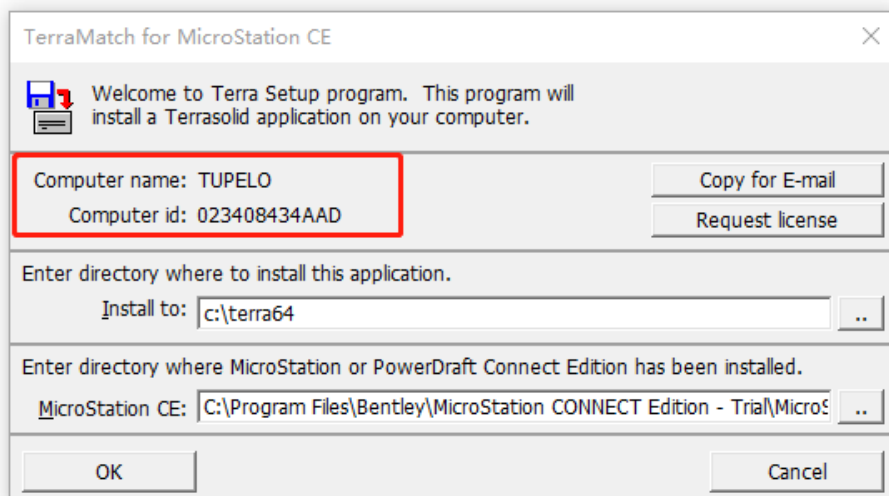 TerraMatch for MicroStation CE
Welcome to Terra Setup program. This program will
install a Terrasolid application on your computer.
Computer name: TUPELO
Copy for E-mail
Computer id: 023408434AAD
Request license
Enter directory where to install this application.
Install to: c:\terra64
..
Enter directory where MicroStation or PowerDraft Connect Edition has been installed.
MicroStation CE: C:\Program Files\Bentley\MicroStation CONNECT Edition - Trial\MicroS
..
OK
Cancel